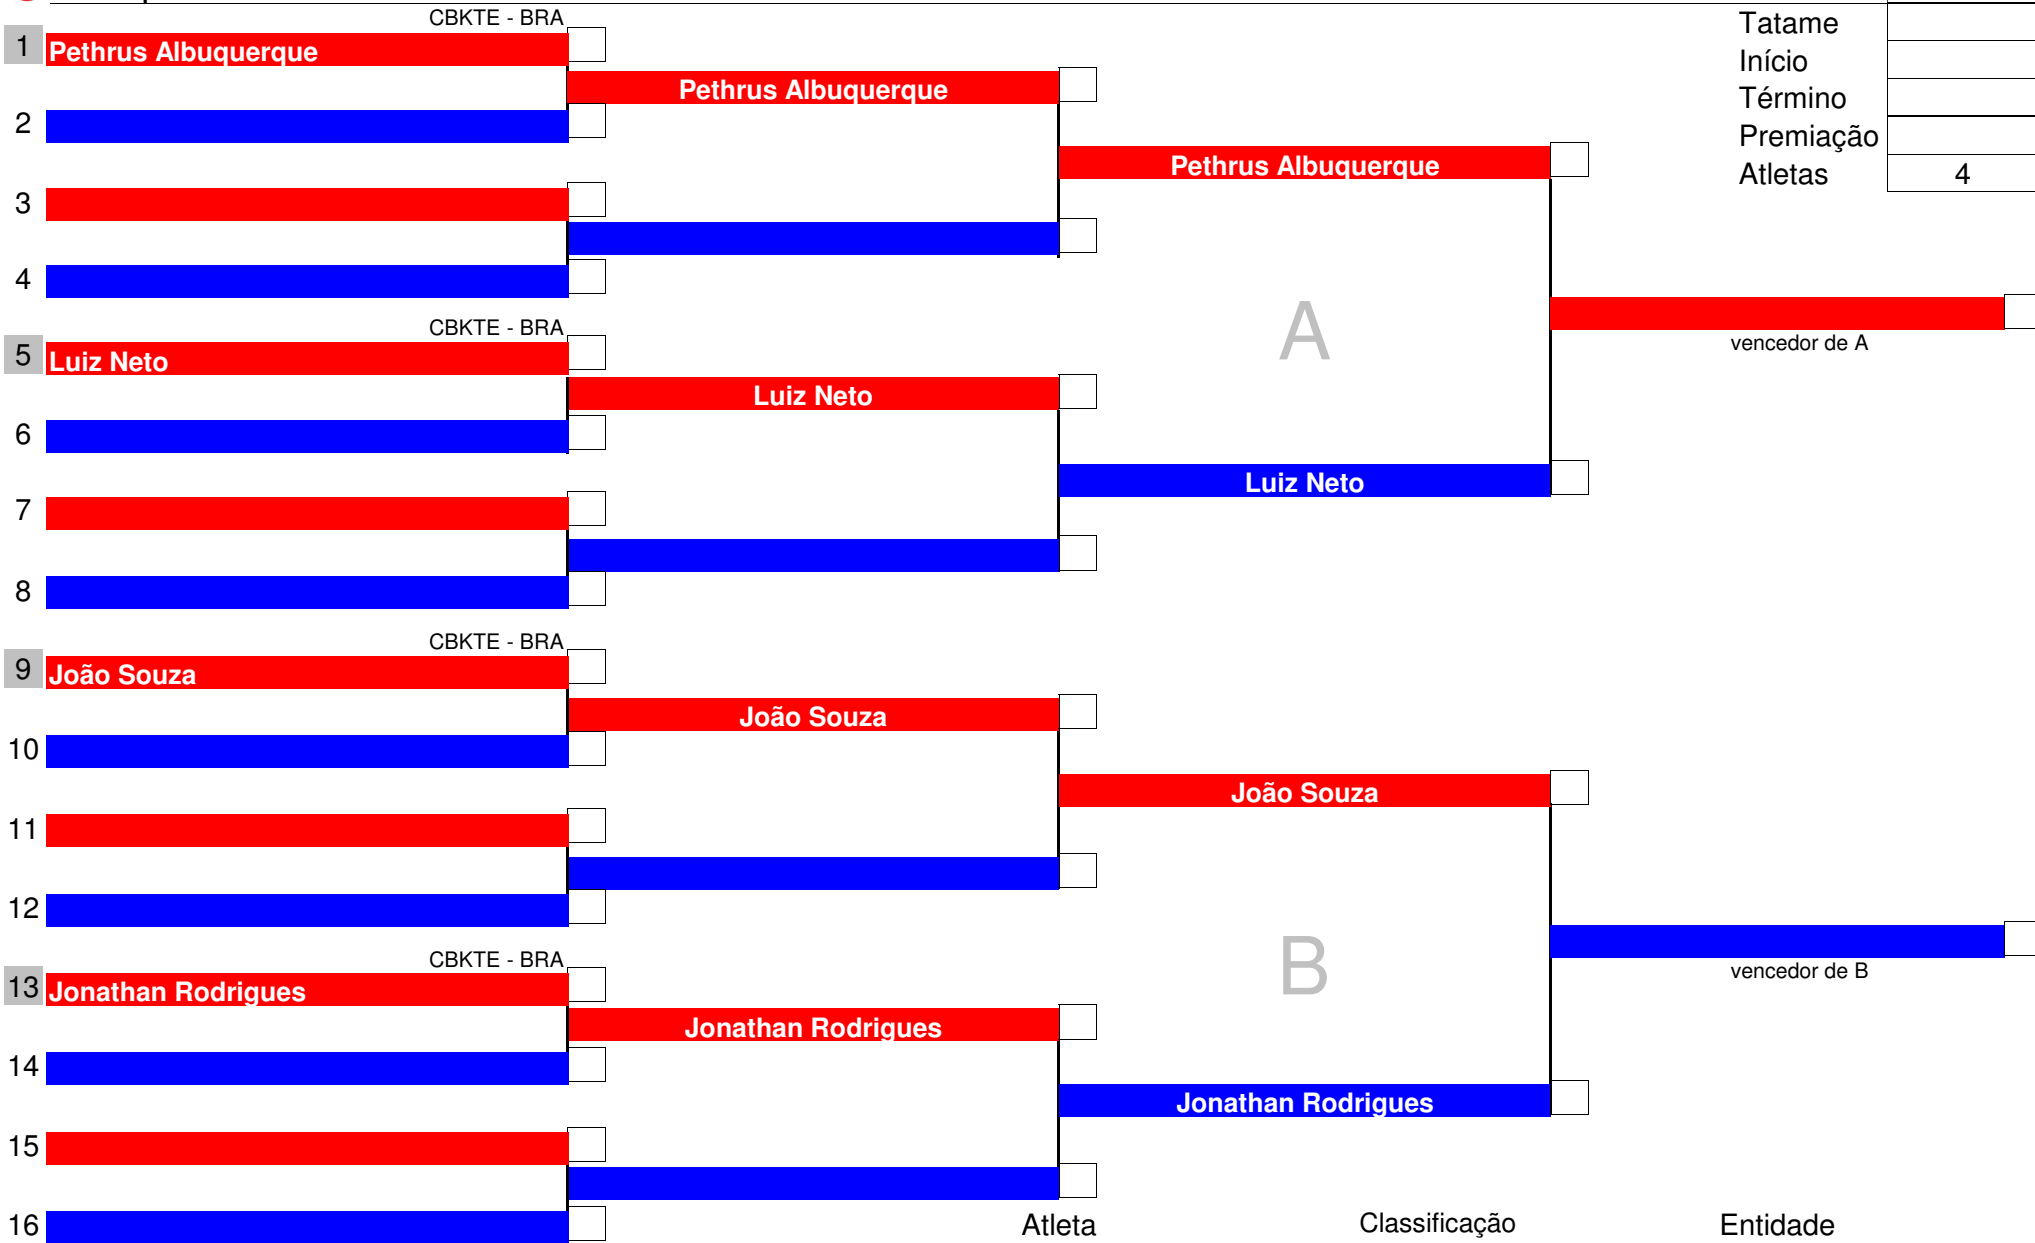 CBKTE - BRA
Tatame
1 Pethrus Albuquerque
Início
Pethrus Albuquerque
Término
2
Premiação
Pethrus Albuquerque
Atletas 4
3
4
CBKTE - BRA
A
vencedor de A
5 Luiz Neto
Luiz Neto
6
Luiz Neto
7
8
CBKTE - BRA
9 João Souza
João Souza
10
João Souza
11
12
CBKTE - BRA
B
vencedor de B
13 Jonathan Rodrigues
Jonathan Rodrigues
14
Jonathan Rodrigues
15
16
Atleta Classificação Entidade